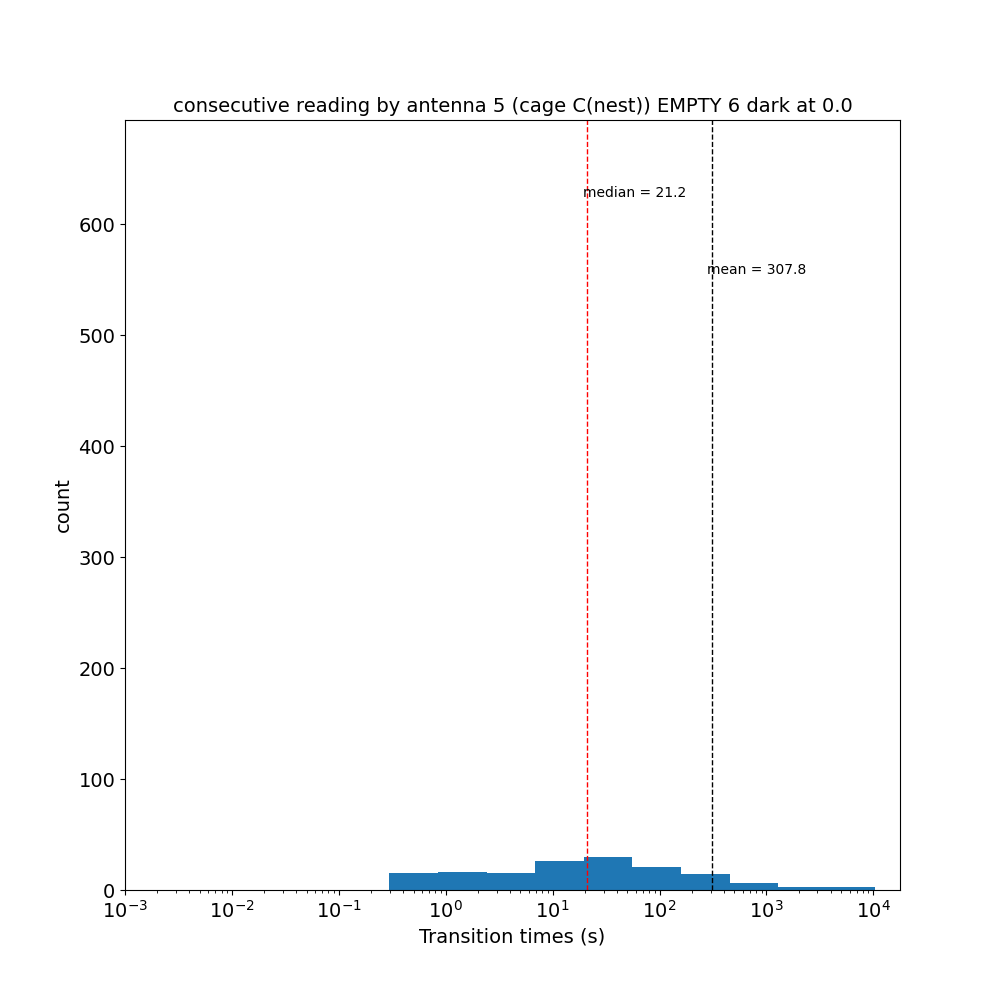 consecutive reading by antenna 5 (cage C(nest)) EMPTY 6 dark at 0.0
median = 21.2
mean = 307.8
600
500
400
300
200
100
0
count
10⁻³ 10⁻² 10⁻¹ 10⁰ 10¹ 10² 10³ 10⁴
Transition times (s)